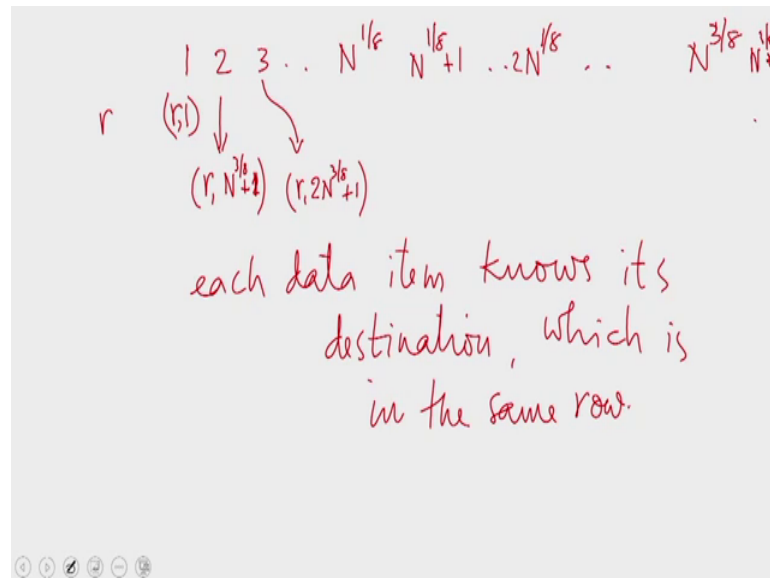 1 2 3 .. N^{1/8} N^{1/8}+1 ..2N^{1/8} .. N^{3/8}
r (r,1)
(r, N^{3/8}+1) (r, 2N^{3/8}+1)
each data item knows its
destination, which is
in the same row.